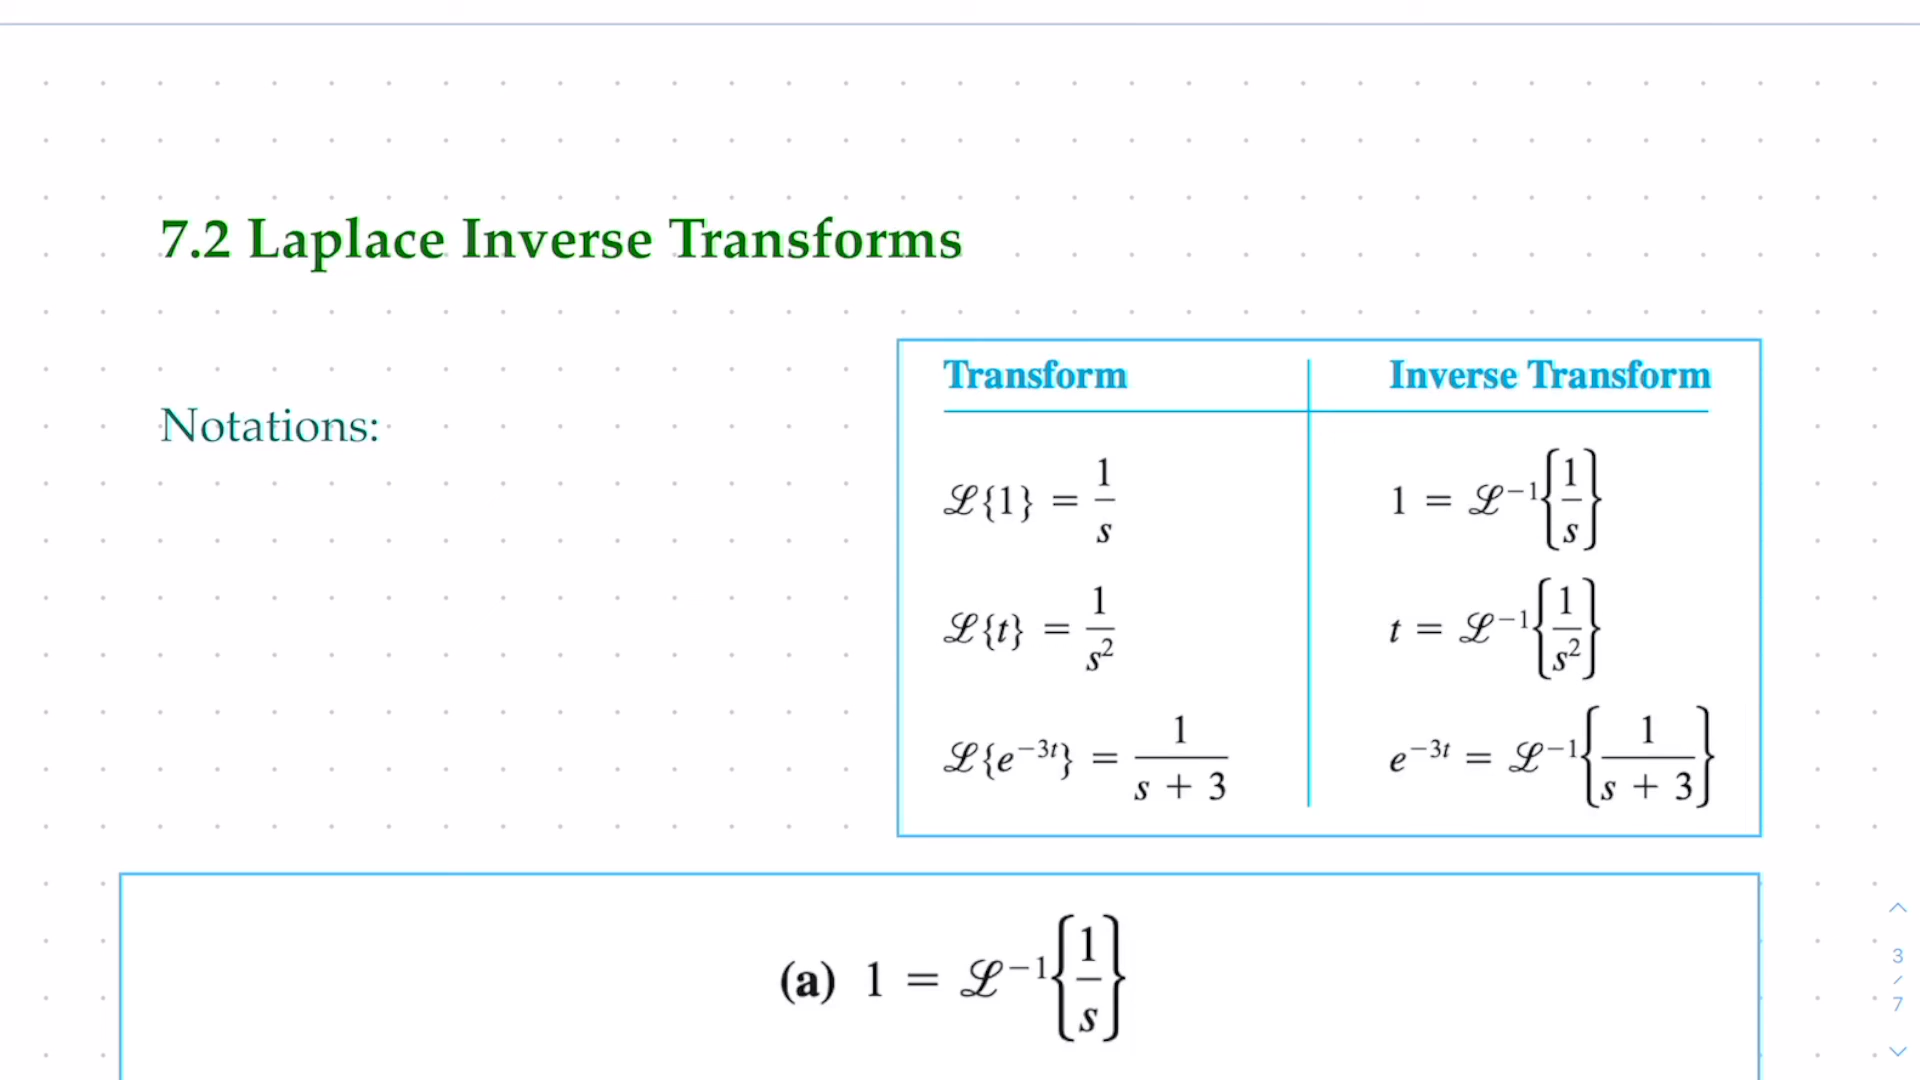 7.2 Laplace Inverse Transforms
Notations:
Transform Inverse Transform
ℒ{1} = 1/s 1 = ℒ⁻¹{1/s}
ℒ{t} = 1/s² t = ℒ⁻¹{1/s²}
ℒ{e⁻³ᵗ} = 1/(s + 3) e⁻³ᵗ = ℒ⁻¹{1/(s + 3)}
(a) 1 = ℒ⁻¹{1/s}
3
/
7